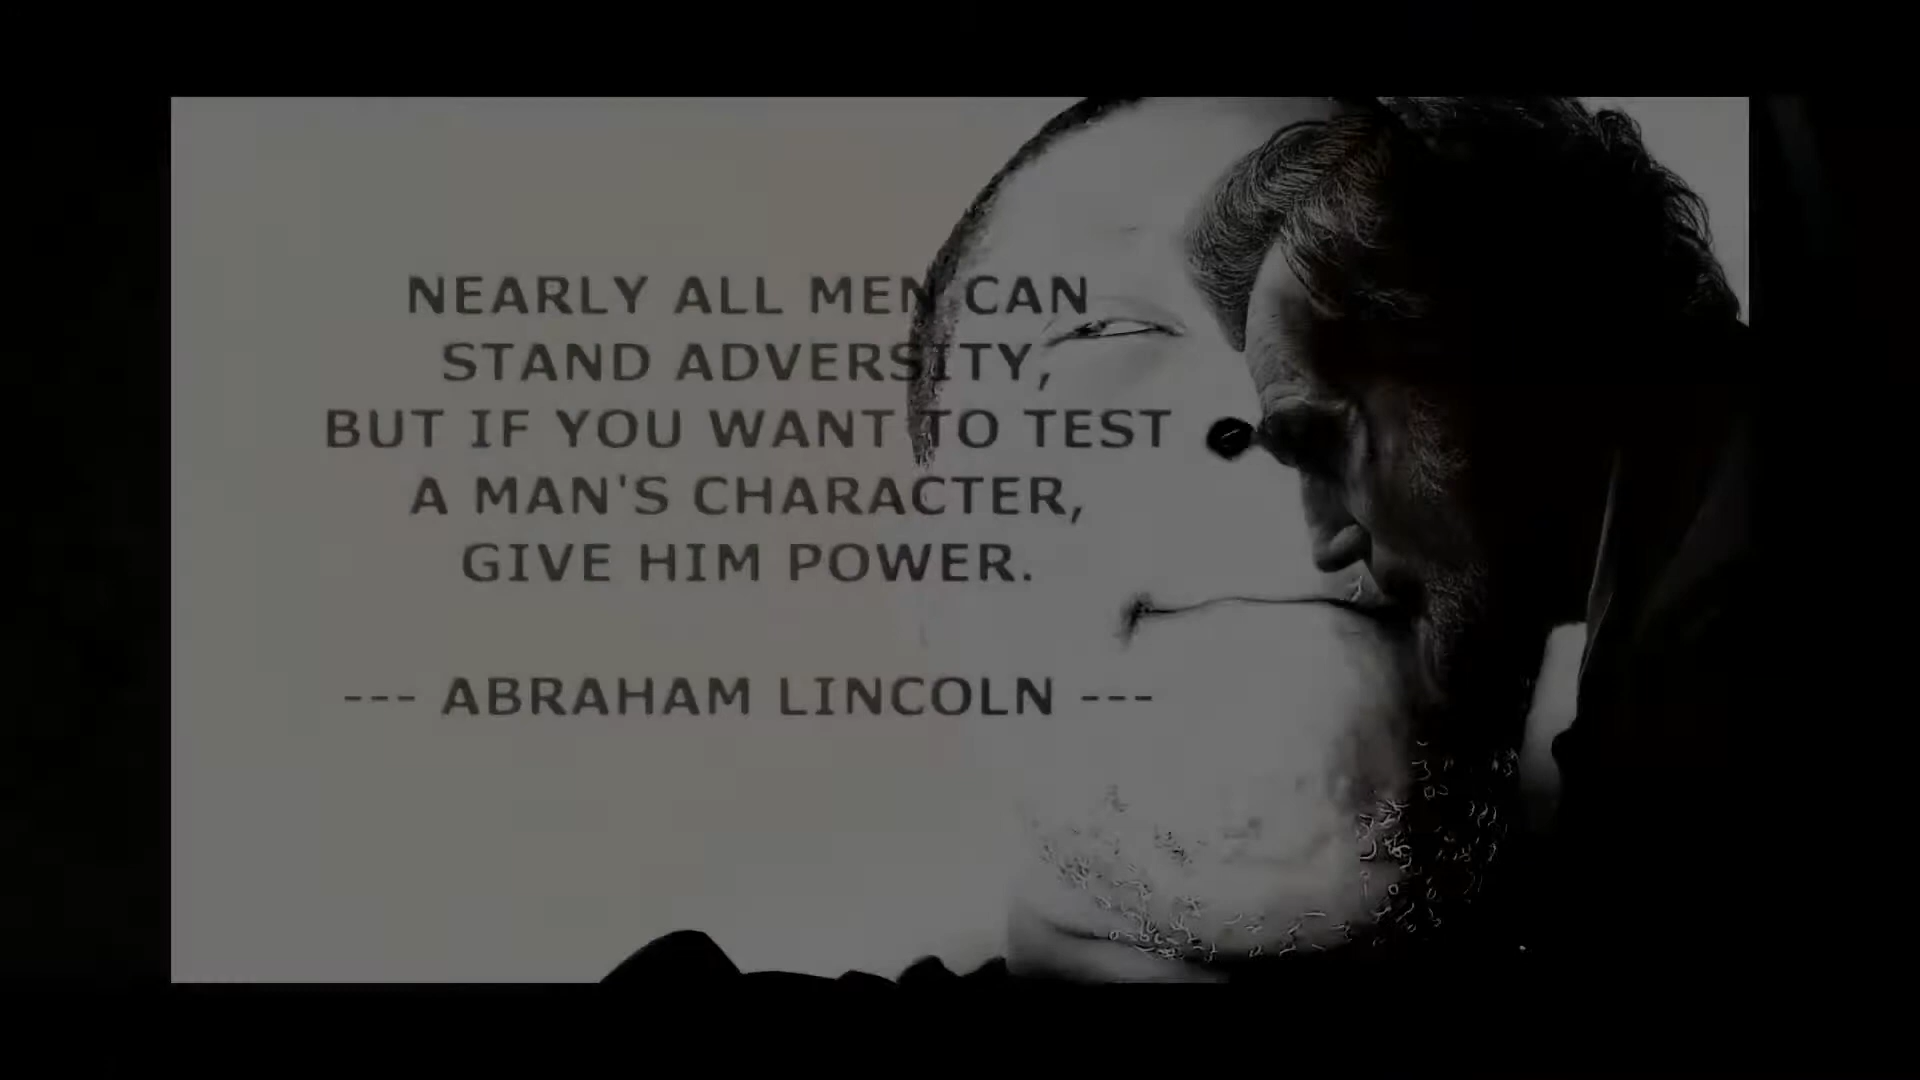 NEARLY ALL MEN CAN
STAND ADVERSITY,
BUT IF YOU WANT TO TEST
A MAN'S CHARACTER,
GIVE HIM POWER.
--- ABRAHAM LINCOLN ---